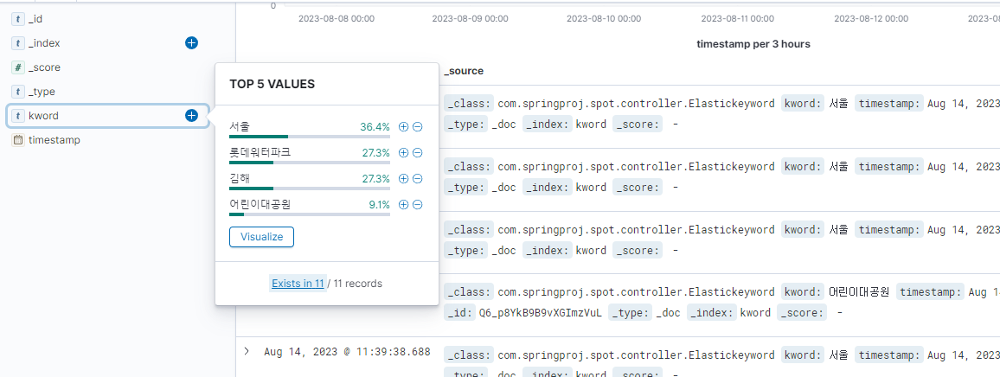 _id
_index
_score
_type
kword
timestamp
TOP 5 VALUES
서울 36.4%
롯데워터파크 27.3%
김해 27.3%
어린이대공원 9.1%
Visualize
Exists in 11 / 11 records
0
2023-08-08 00:00 2023-08-09 00:00 2023-08-10 00:00 2023-08-11 00:00 2023-08-12 00:00 2023-08
timestamp per 3 hours
_source
_class: com.springproj.spot.controller.Elastickeyword kword: 서울 timestamp: Aug 14, 2023
_type: _doc _index: kword _score: -
_class: com.springproj.spot.controller.Elastickeyword kword: 서울 timestamp: Aug 14, 2023
_type: _doc _index: kword _score: -
_class: com.springproj.spot.controller.Elastickeyword kword: 서울 timestamp: Aug 14, 2023
_type: _doc _index: kword _score: -
_class: com.springproj.spot.controller.Elastickeyword kword: 어린이대공원 timestamp: Aug
_id: Q6_p8YkB9B9vXGImzVuL _type: _doc _index: kword _score: -
Aug 14, 2023 @ 11:39:38.688 _class: com.springproj.spot.controller.Elastickeyword kword: 서울 timestamp: Aug 14, 2023
_type: _doc _index: kword _score: -